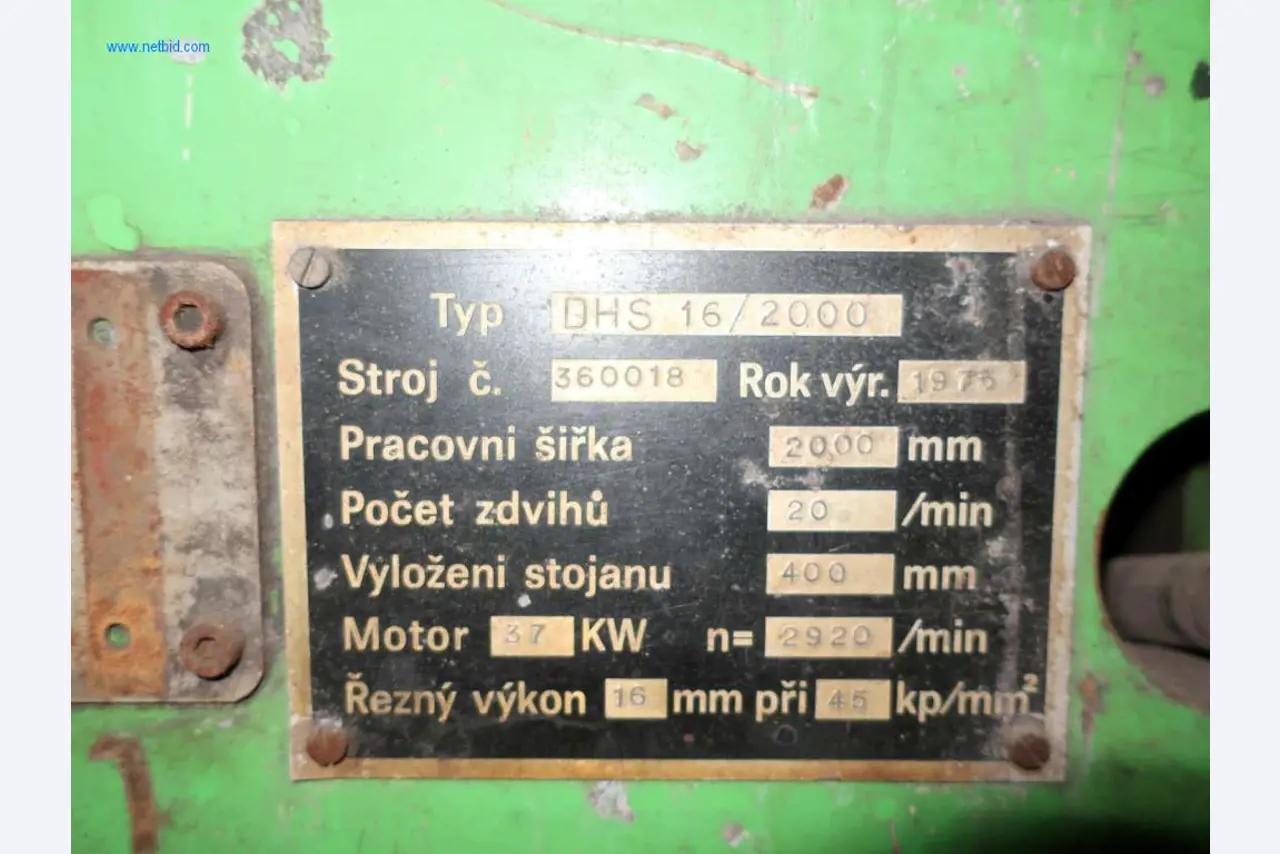 www.netbid.com
Typ DHS 16/2000
Stroj č. 360018 Rok výr.
Pracovni šiřka 2000 mm
Počet zdvihů 20 /min
Vyloženi stojanu 400 mm
Motor 37 KW n= 2920 /min
Řezný výkon 16 mm při 45 kp/mm²